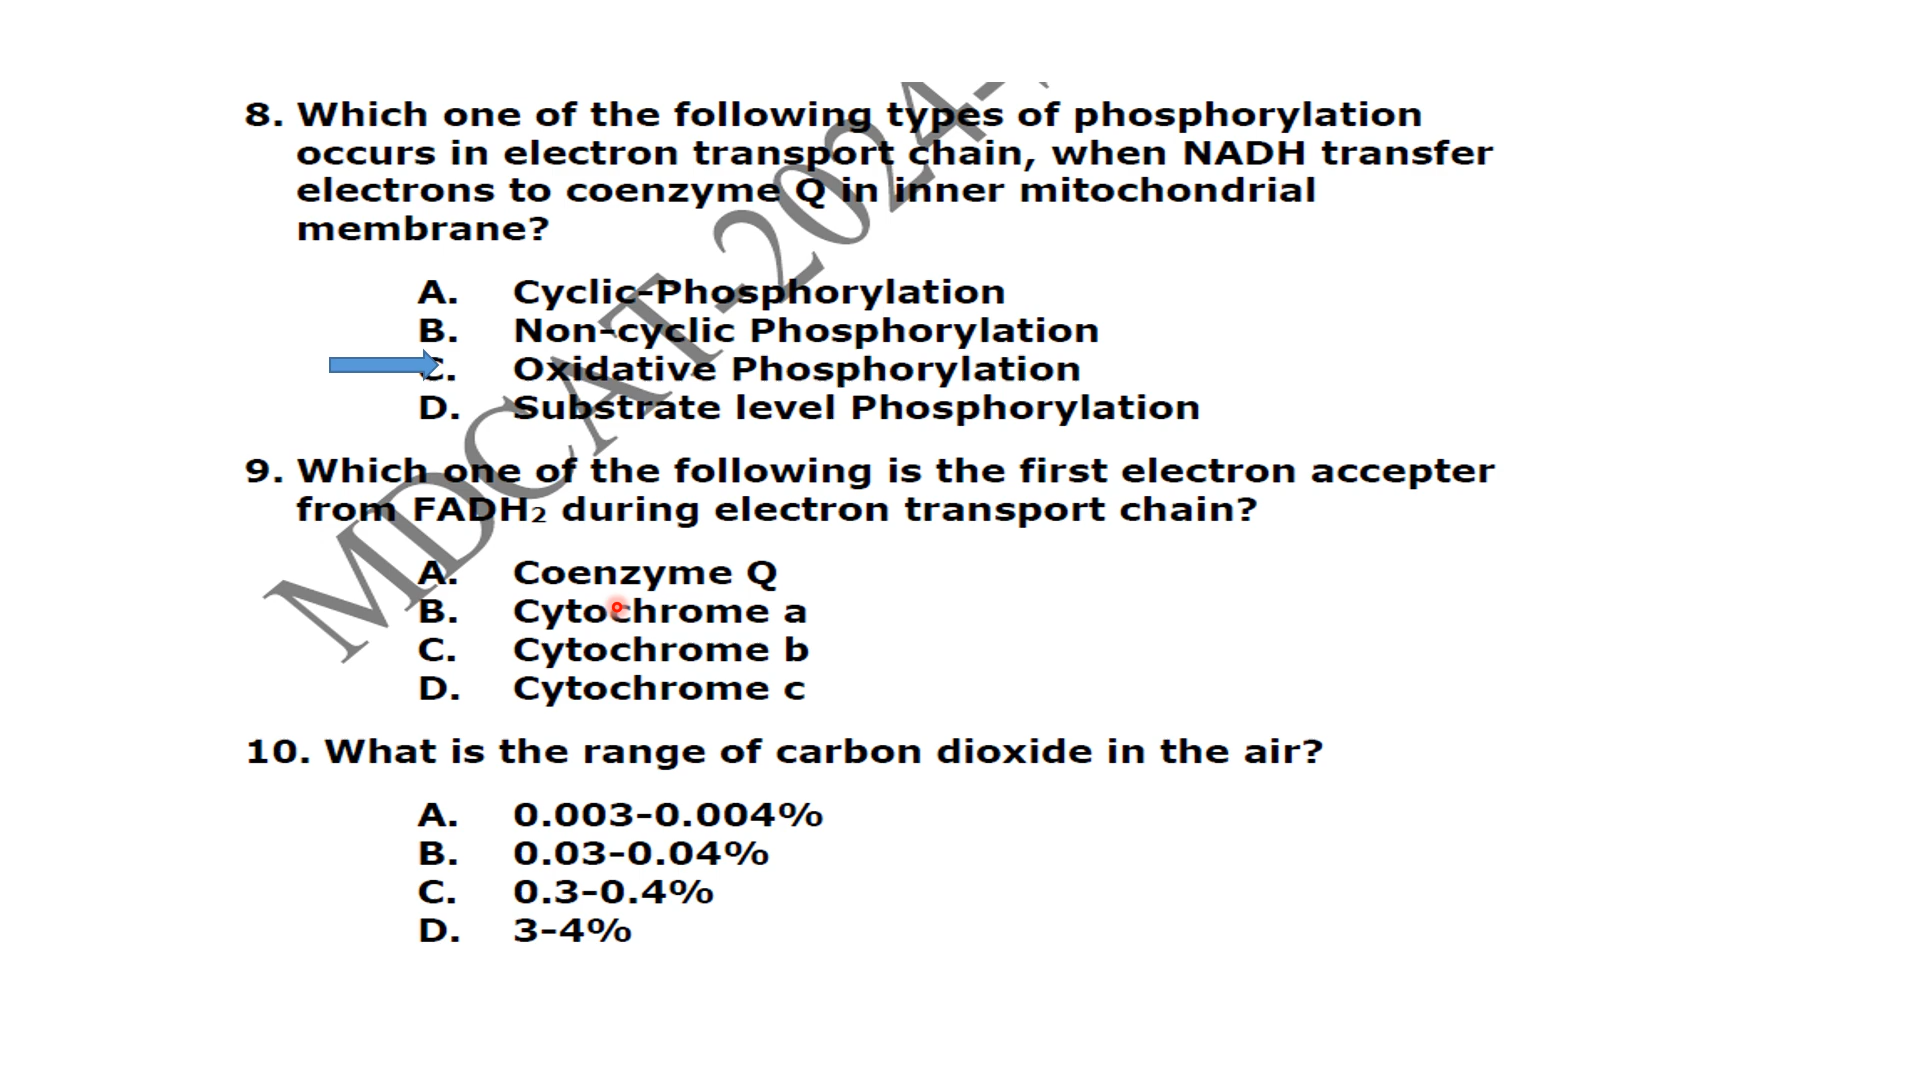 8. Which one of the following types of phosphorylation
occurs in electron transport chain, when NADH transfer
electrons to coenzyme Q in inner mitochondrial
membrane?
A. Cyclic-Phosphorylation
B. Non-cyclic Phosphorylation
C. Oxidative Phosphorylation
D. Substrate level Phosphorylation
9. Which one of the following is the first electron accepter
from FADH₂ during electron transport chain?
A. Coenzyme Q
B. Cytochrome a
C. Cytochrome b
D. Cytochrome c
10. What is the range of carbon dioxide in the air?
A. 0.003-0.004%
B. 0.03-0.04%
C. 0.3-0.4%
D. 3-4%
MDCAT-2024-